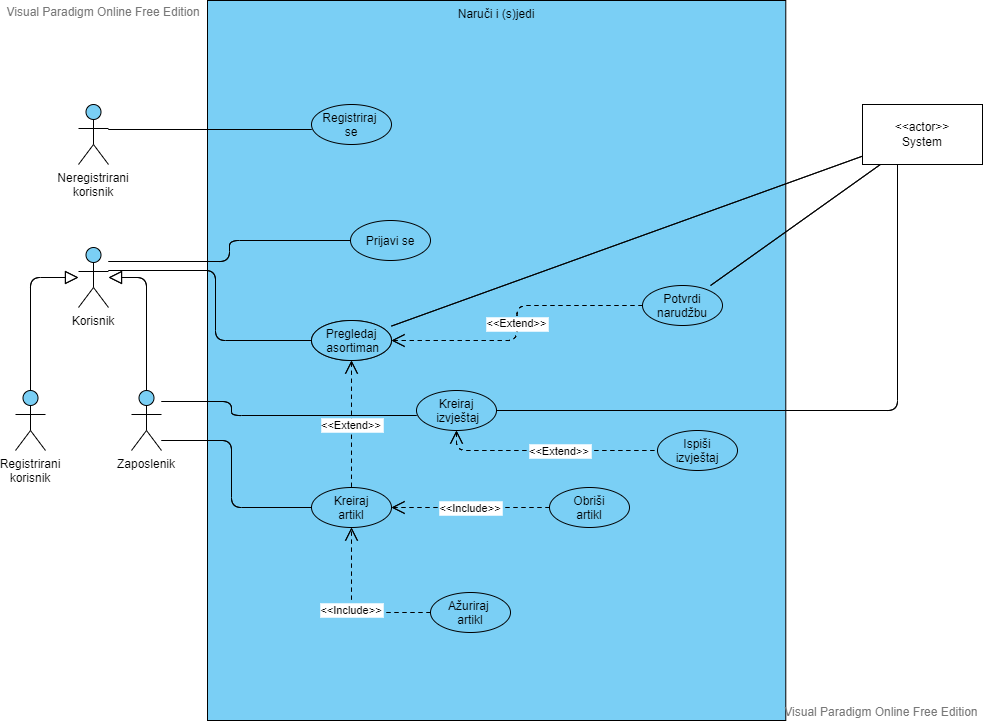 Visual Paradigm Online Free Edition
Naruči i (s)jedi
Registriraj
se
<<actor>>
System
Neregistrirani
korisnik
Prijavi se
Korisnik
Potvrdi
narudžbu
<<Extend>>
Pregledaj
asortiman
Kreiraj
izvještaj
<<Extend>>
Ispiši
izvještaj
<<Extend>>
Registrirani
korisnik
Zaposlenik
Kreiraj
artikl
<<Include>>
Obriši
artikl
<<Include>>
Ažuriraj
artikl
Visual Paradigm Online Free Edition